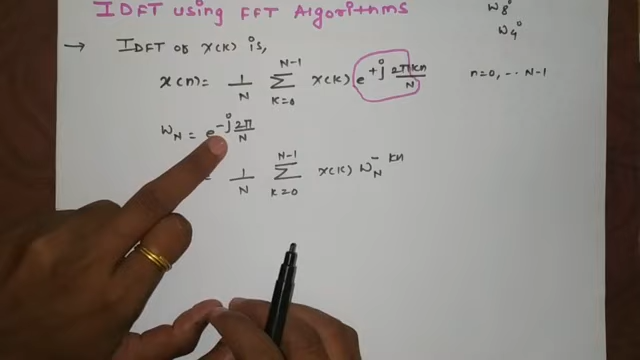 IDFT using FFT Algorithms
W₈⁰
W₄⁰
→ IDFT of X(k) is,
x(n) = 1/N Σ_{k=0}^{N-1} X(k) e^{+j 2πkn/N} n=0, -- N-1
W_N = e^{-j 2π/N}
1/N Σ_{k=0}^{N-1} X(k) W_N^{-kn}